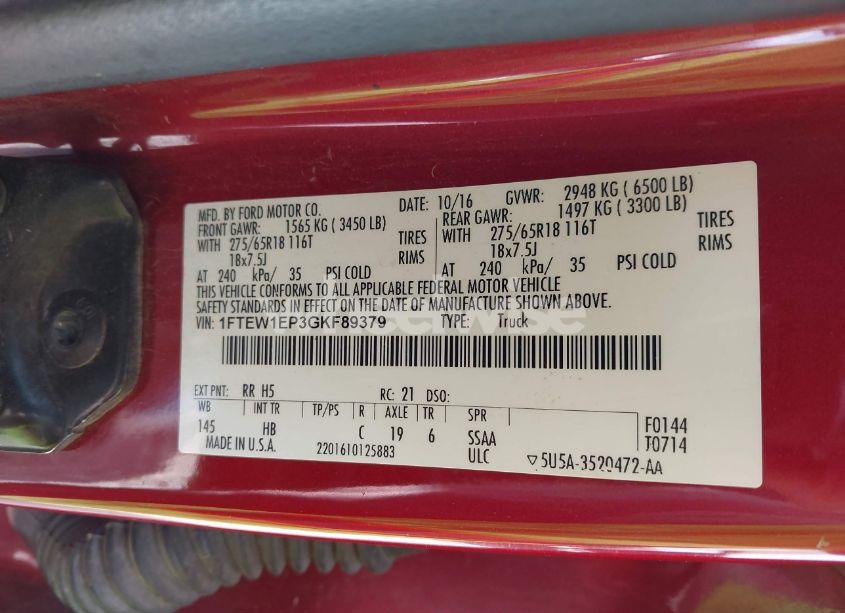 MFD. BY FORD MOTOR CO. DATE: 10/16 GVWR: 2948 KG ( 6500 LB)
FRONT GAWR: 1565 KG ( 3450 LB) REAR GAWR: 1497 KG ( 3300 LB)
WITH 275/65R18 116T TIRES WITH 275/65R18 116T TIRES
18x7.5J RIMS 18x7.5J RIMS
AT 240 kPa/ 35 PSI COLD AT 240 kPa/ 35 PSI COLD
THIS VEHICLE CONFORMS TO ALL APPLICABLE FEDERAL MOTOR VEHICLE
SAFETY STANDARDS IN EFFECT ON THE DATE OF MANUFACTURE SHOWN ABOVE.
VIN: 1FTEW1EP3GKF89379 TYPE: Truck
EXT PNT: RR H5 RC: 21 DSO:
WB INT TR TP/PS R AXLE TR SPR
145 HB C 19 6 SSAA F0144
MADE IN U.S.A. 2201610125883 ULC T0714
▽5U5A-3520472-AA